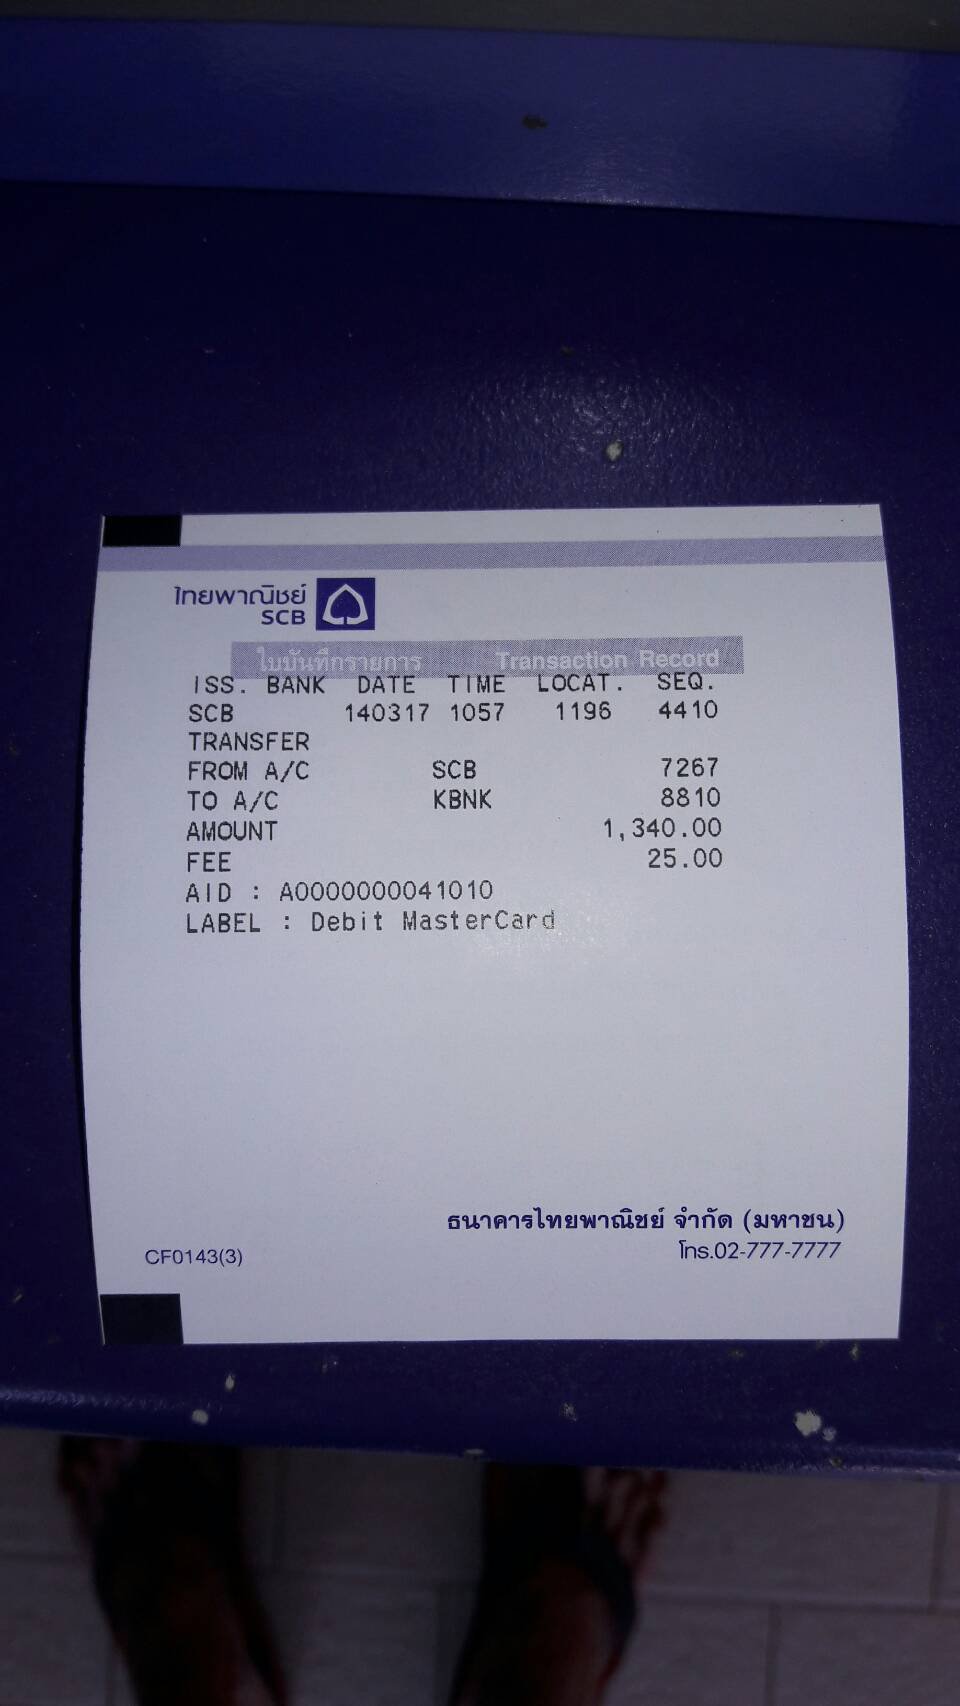 ไทยพาณิชย์
SCB
ใบบันทึกรายการ Transaction Record
ISS. BANK DATE TIME LOCAT. SEQ.
SCB 140317 1057 1196 4410
TRANSFER
FROM A/C SCB 7267
TO A/C KBNK 8810
AMOUNT 1,340.00
FEE 25.00
AID : A0000000041010
LABEL : Debit MasterCard
ธนาคารไทยพาณิชย์ จำกัด (มหาชน)
CF0143(3) โทร.02-777-7777